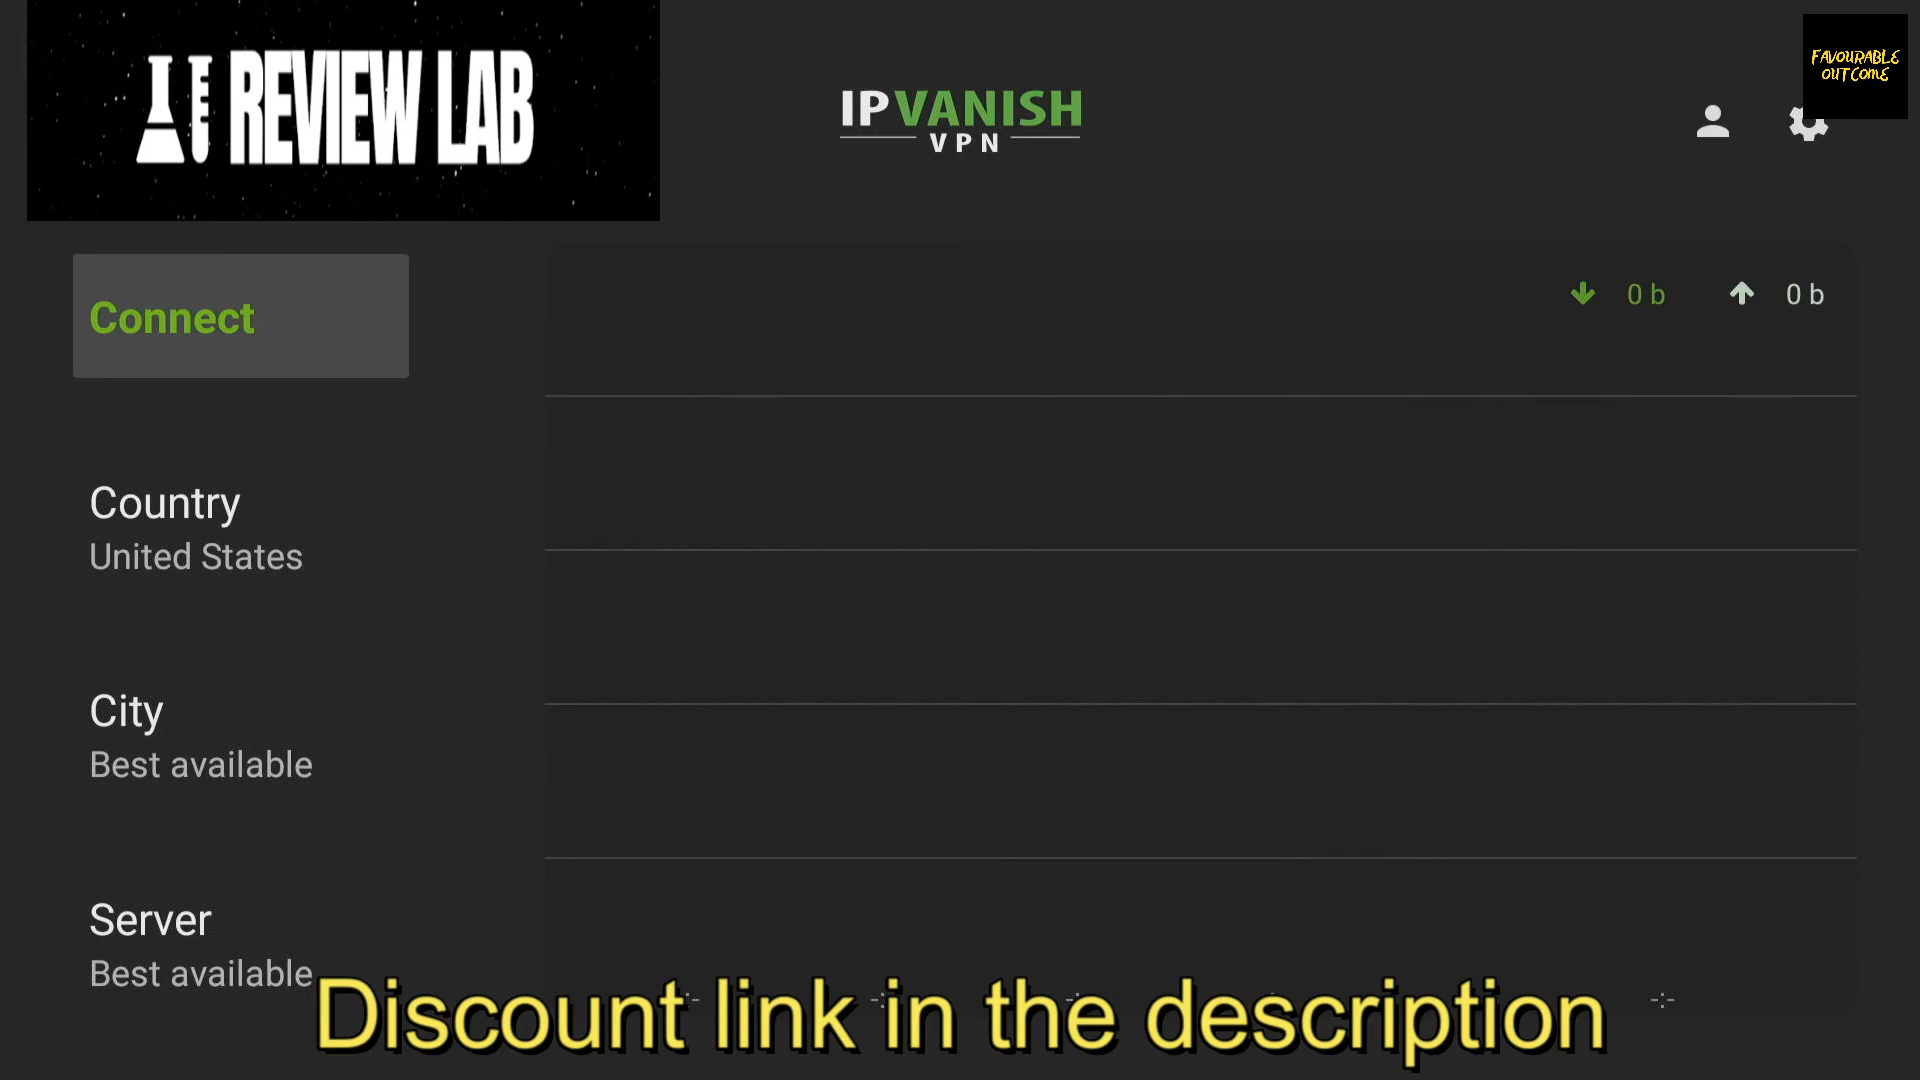 REVIEW LAB
IPVANISH
VPN
FAVOURABLE
OUTCOME
Connect
0 b
0 b
Country
United States
City
Best available
Server
Best available
Discount link in the description